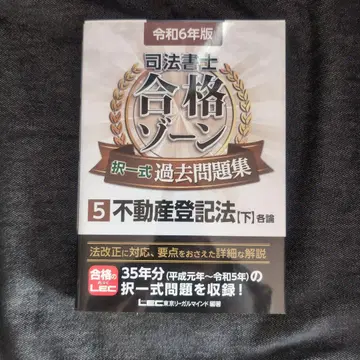 令和6年版
司法書士
合格
ゾーン
択一式 過去問題集
5 不動産登記法[下]各論
法改正に対応、要点をおさえた詳細な解説
合格の LEC
35年分(平成元年〜令和5年)の
択一式問題を収録!
LEC東京リーガルマインド 編著